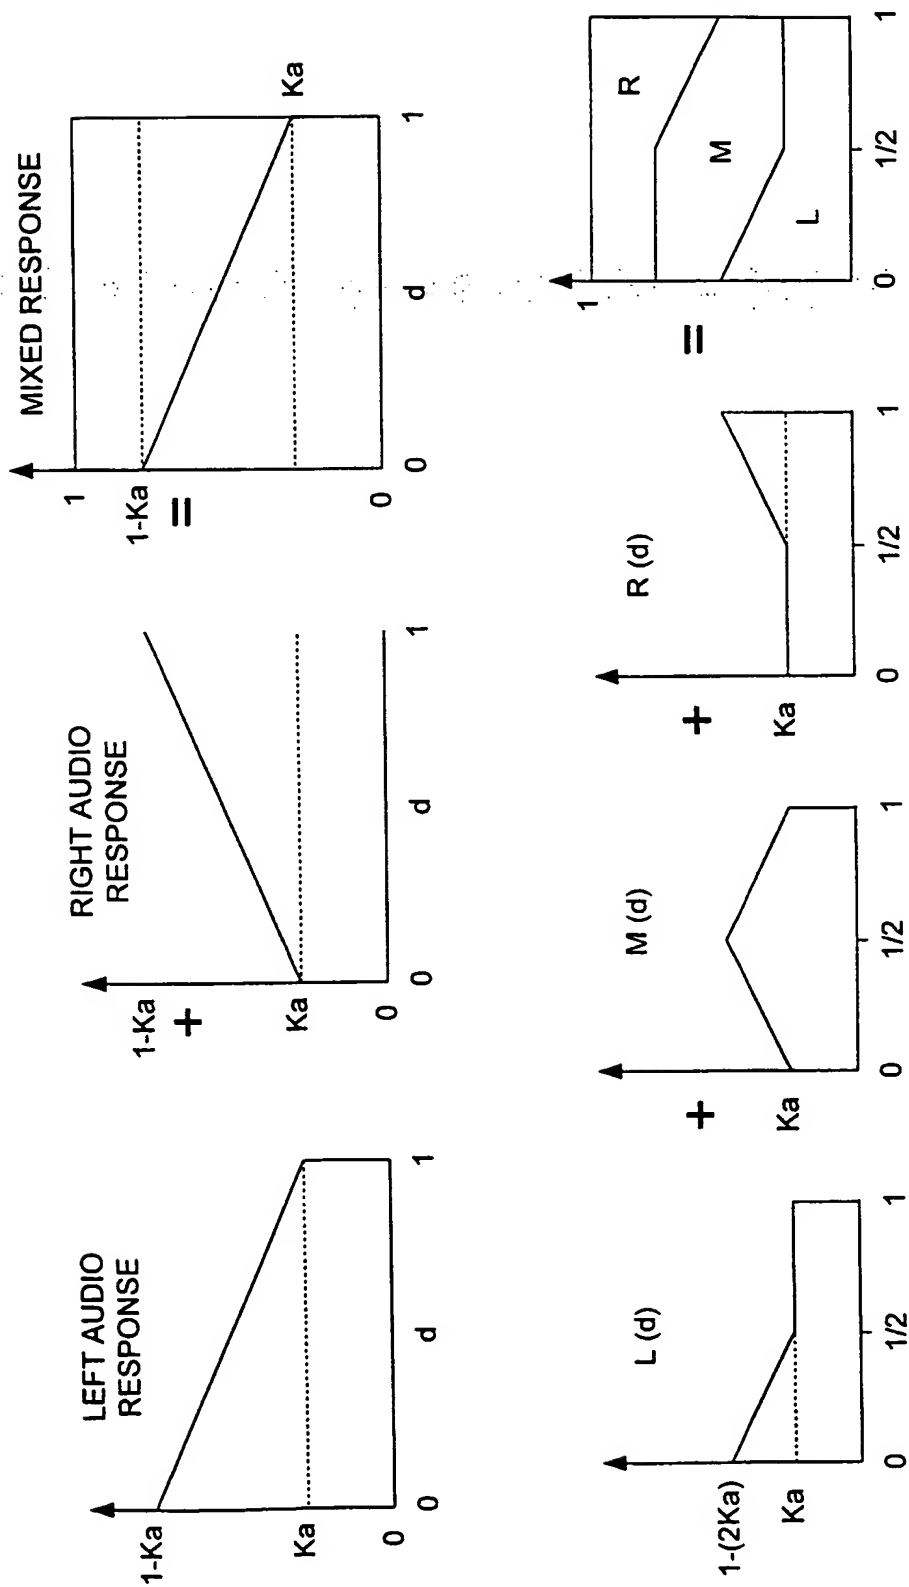 LEFT AUDIO
RESPONSE
1-Ka
Ka
0
0
d
1
+
RIGHT AUDIO
RESPONSE
1-Ka
Ka
0
0
d
1
=
MIXED RESPONSE
1
1-Ka
0
0
d
1
Ka
L (d)
1-(2Ka)
Ka
0
1/2
1
+
M (d)
Ka
0
1/2
1
+
R (d)
Ka
0
1/2
1
=
1
R
M
L
0
1/2
1